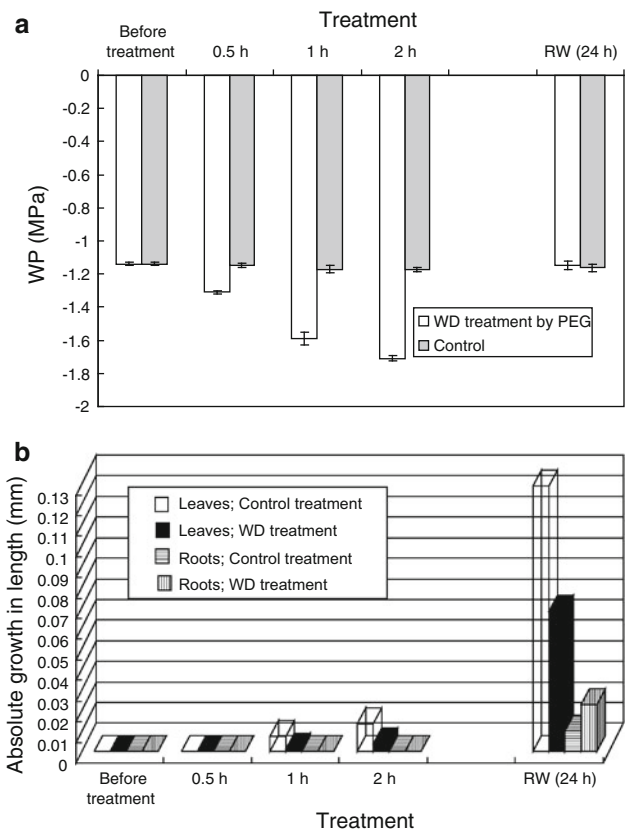 a
Treatment
Before treatment
0.5 h
1 h
2 h
RW (24 h)
0
-0.2
-0.4
-0.6
-0.8
-1
-1.2
-1.4
-1.6
-1.8
-2
WP (MPa)
WD treatment by PEG
Control
b
0.13
0.12
0.11
0.1
0.09
0.08
0.07
0.06
0.05
0.04
0.03
0.02
0.01
0
Absolute growth in length (mm)
Leaves; Control treatment
Leaves; WD treatment
Roots; Control treatment
Roots; WD treatment
Before treatment
0.5 h
1 h
2 h
RW (24 h)
Treatment